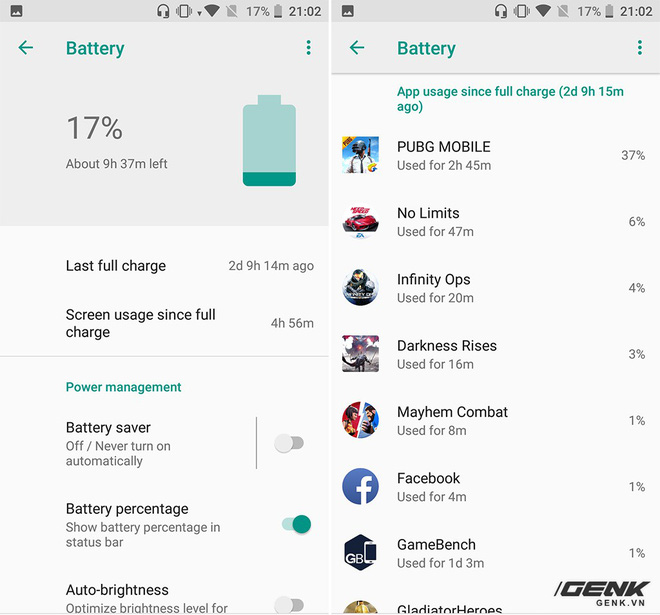 17% 21:02
Battery
17%
About 9h 37m left
Last full charge 2d 9h 14m ago
Screen usage since full
charge
4h 56m
Power management
Battery saver
Off / Never turn on
automatically
Battery percentage
Show battery percentage in
status bar
Auto-brightness
Optimize brightness level for
17% 21:02
Battery
App usage since full charge (2d 9h 15m
ago)
PUBG MOBILE
Used for 2h 45m
37%
No Limits
Used for 47m
6%
Infinity Ops
Used for 20m
4%
Darkness Rises
Used for 16m
3%
Mayhem Combat
Used for 8m
1%
Facebook
Used for 4m
1%
GameBench
Used for 1d 3m
1%
GladiatorHeroes
GB
GENK
GENK.VN